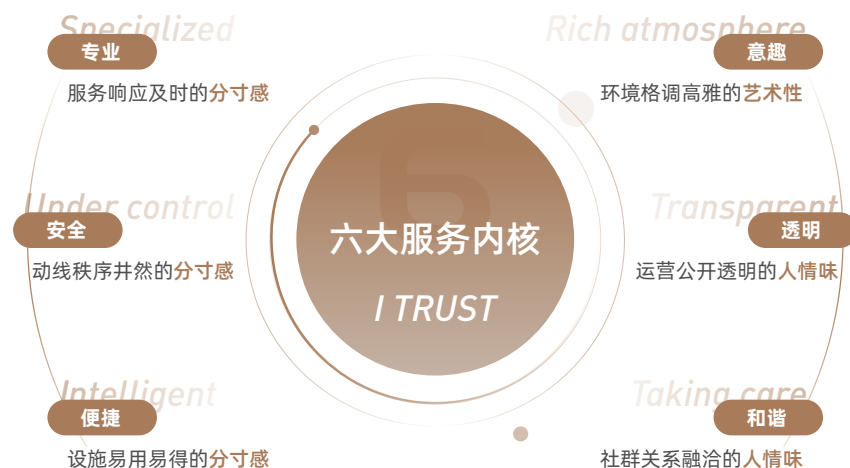 Specialized
专业
服务响应及时的分寸感
Under control
安全
动线秩序井然的分寸感
Intelligent
便捷
设施易用易得的分寸感
6
六大服务内核
I TRUST
Rich atmosphere
意趣
环境格调高雅的艺术性
Transparent
透明
运营公开透明的人情味
Taking care
和谐
社群关系融洽的人情味